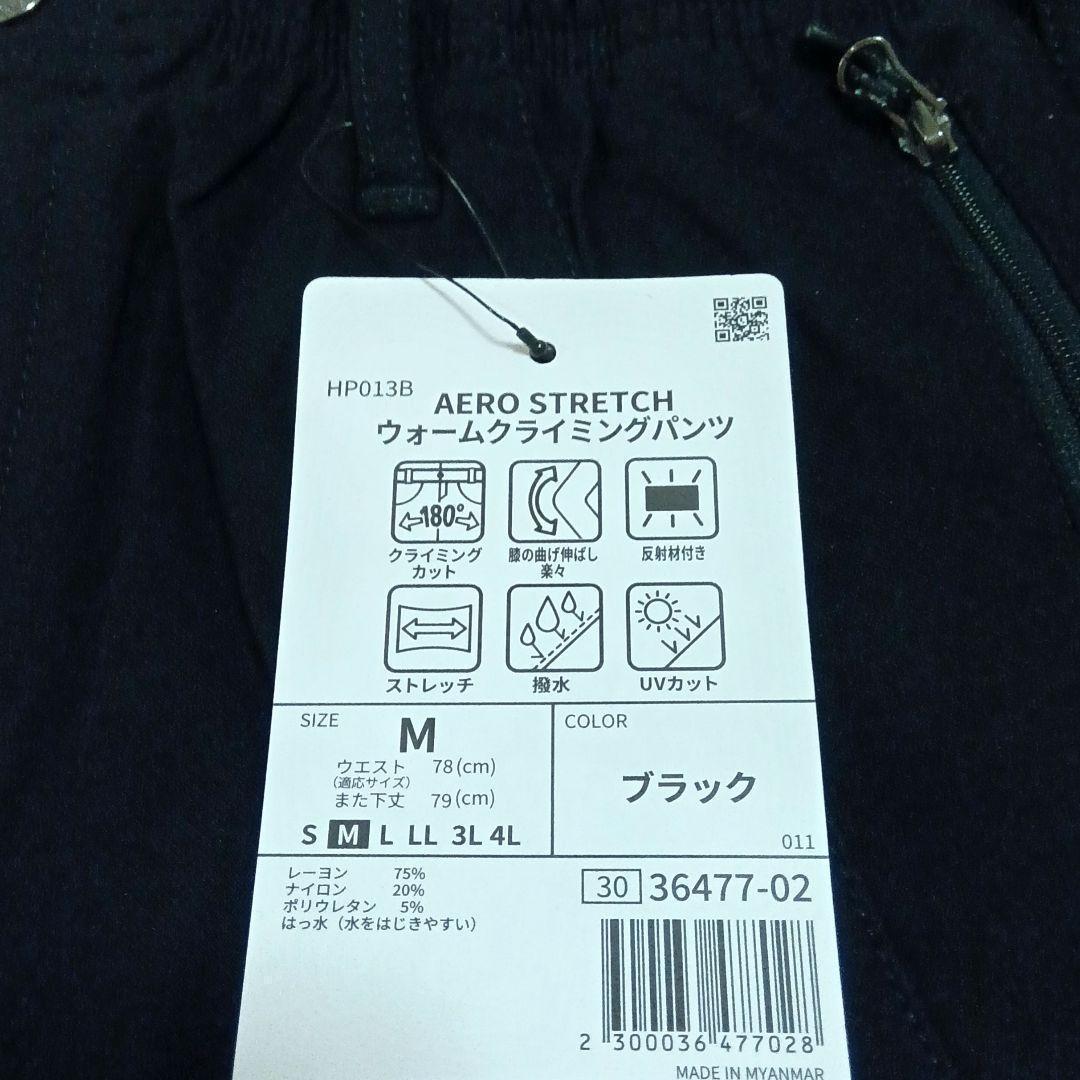 HP013B
AERO STRETCH
ウォームクライミングパンツ
180°
クライミング
カット
膝の曲げ伸ばし
楽々
反射材付き
ストレッチ
撥水
UVカット
SIZE
M
ウエスト 78(cm)
(適応サイズ)
また下丈 79(cm)
S M L LL 3L 4L
COLOR
ブラック
011
レーヨン 75%
ナイロン 20%
ポリウレタン 5%
はっ水（水をはじきやすい）
30 36477-02
2 300036 477028
MADE IN MYANMAR